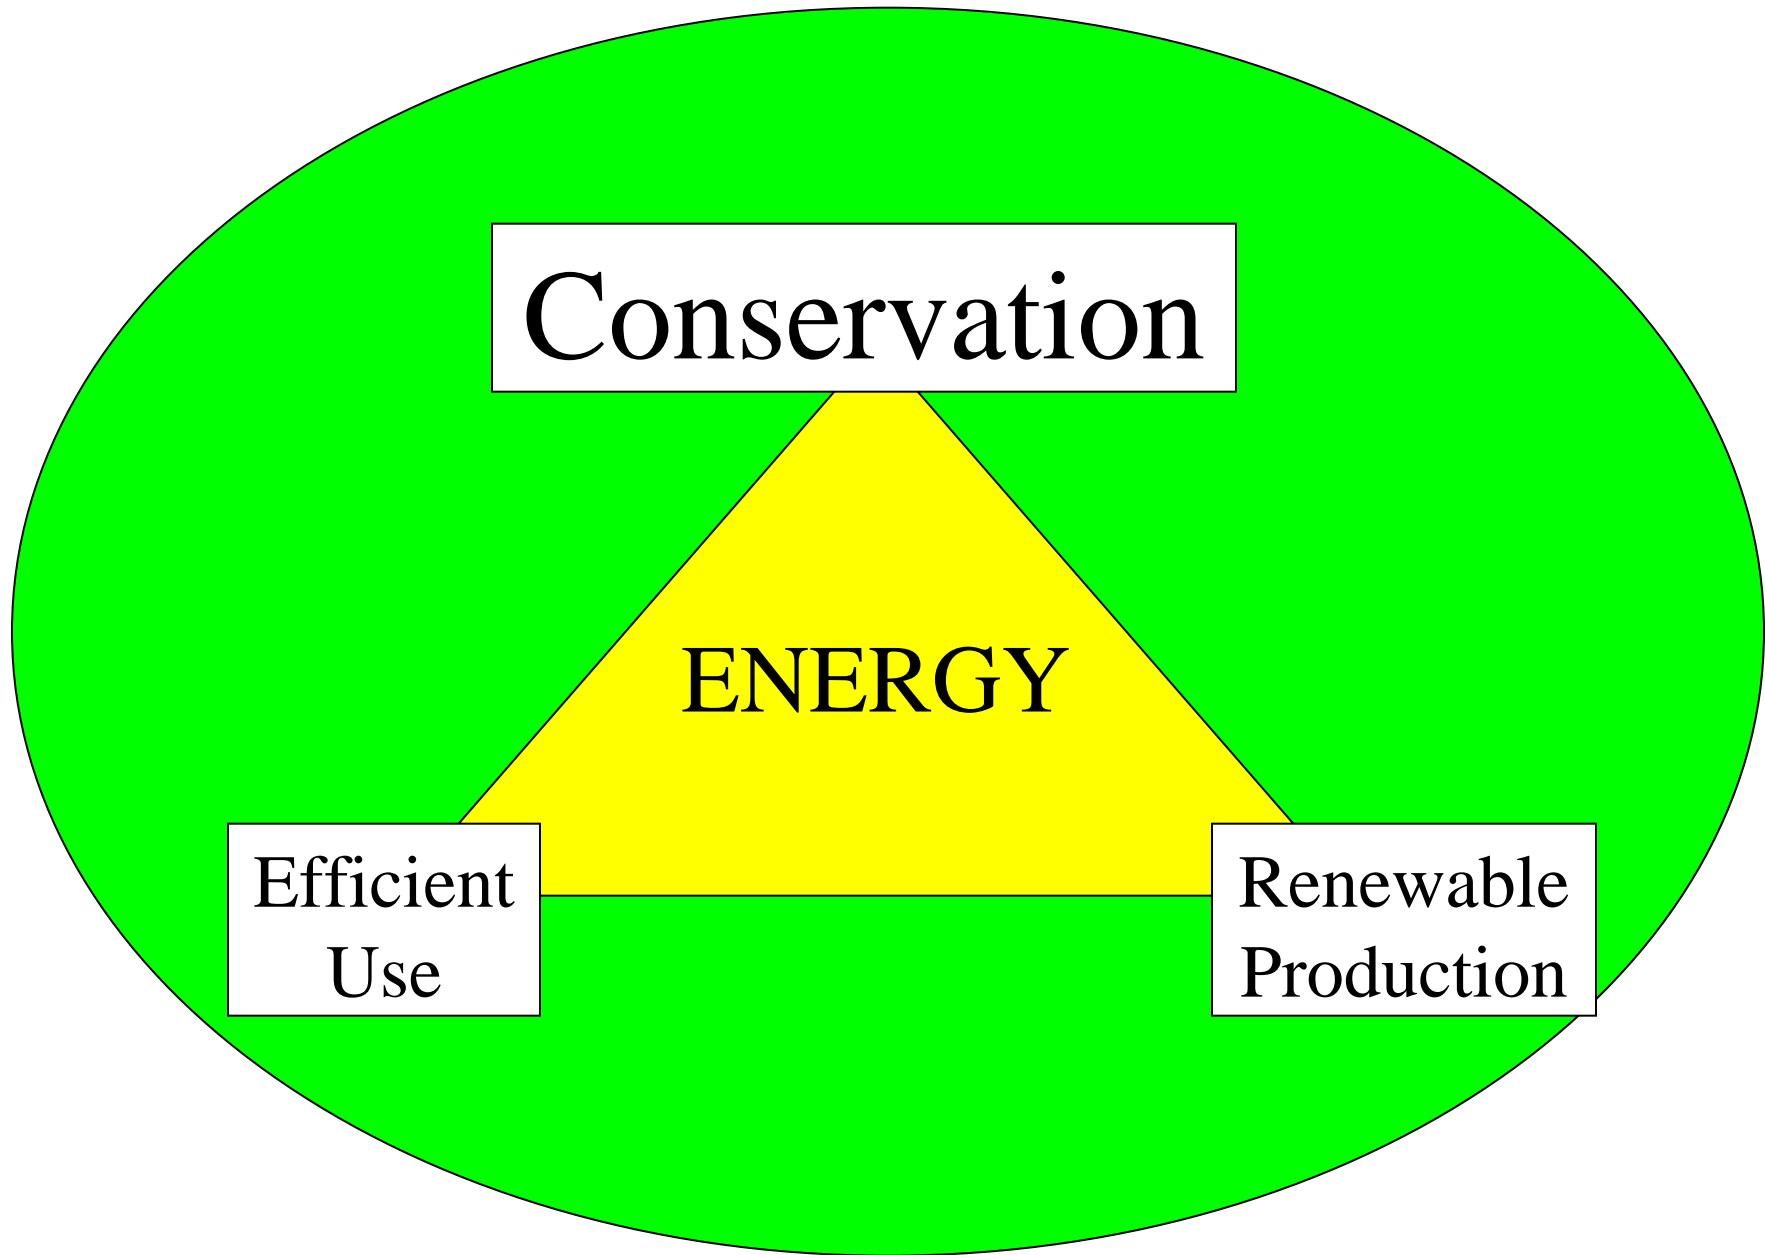 Conservation
ENERGY
Efficient
Use
Renewable
Production